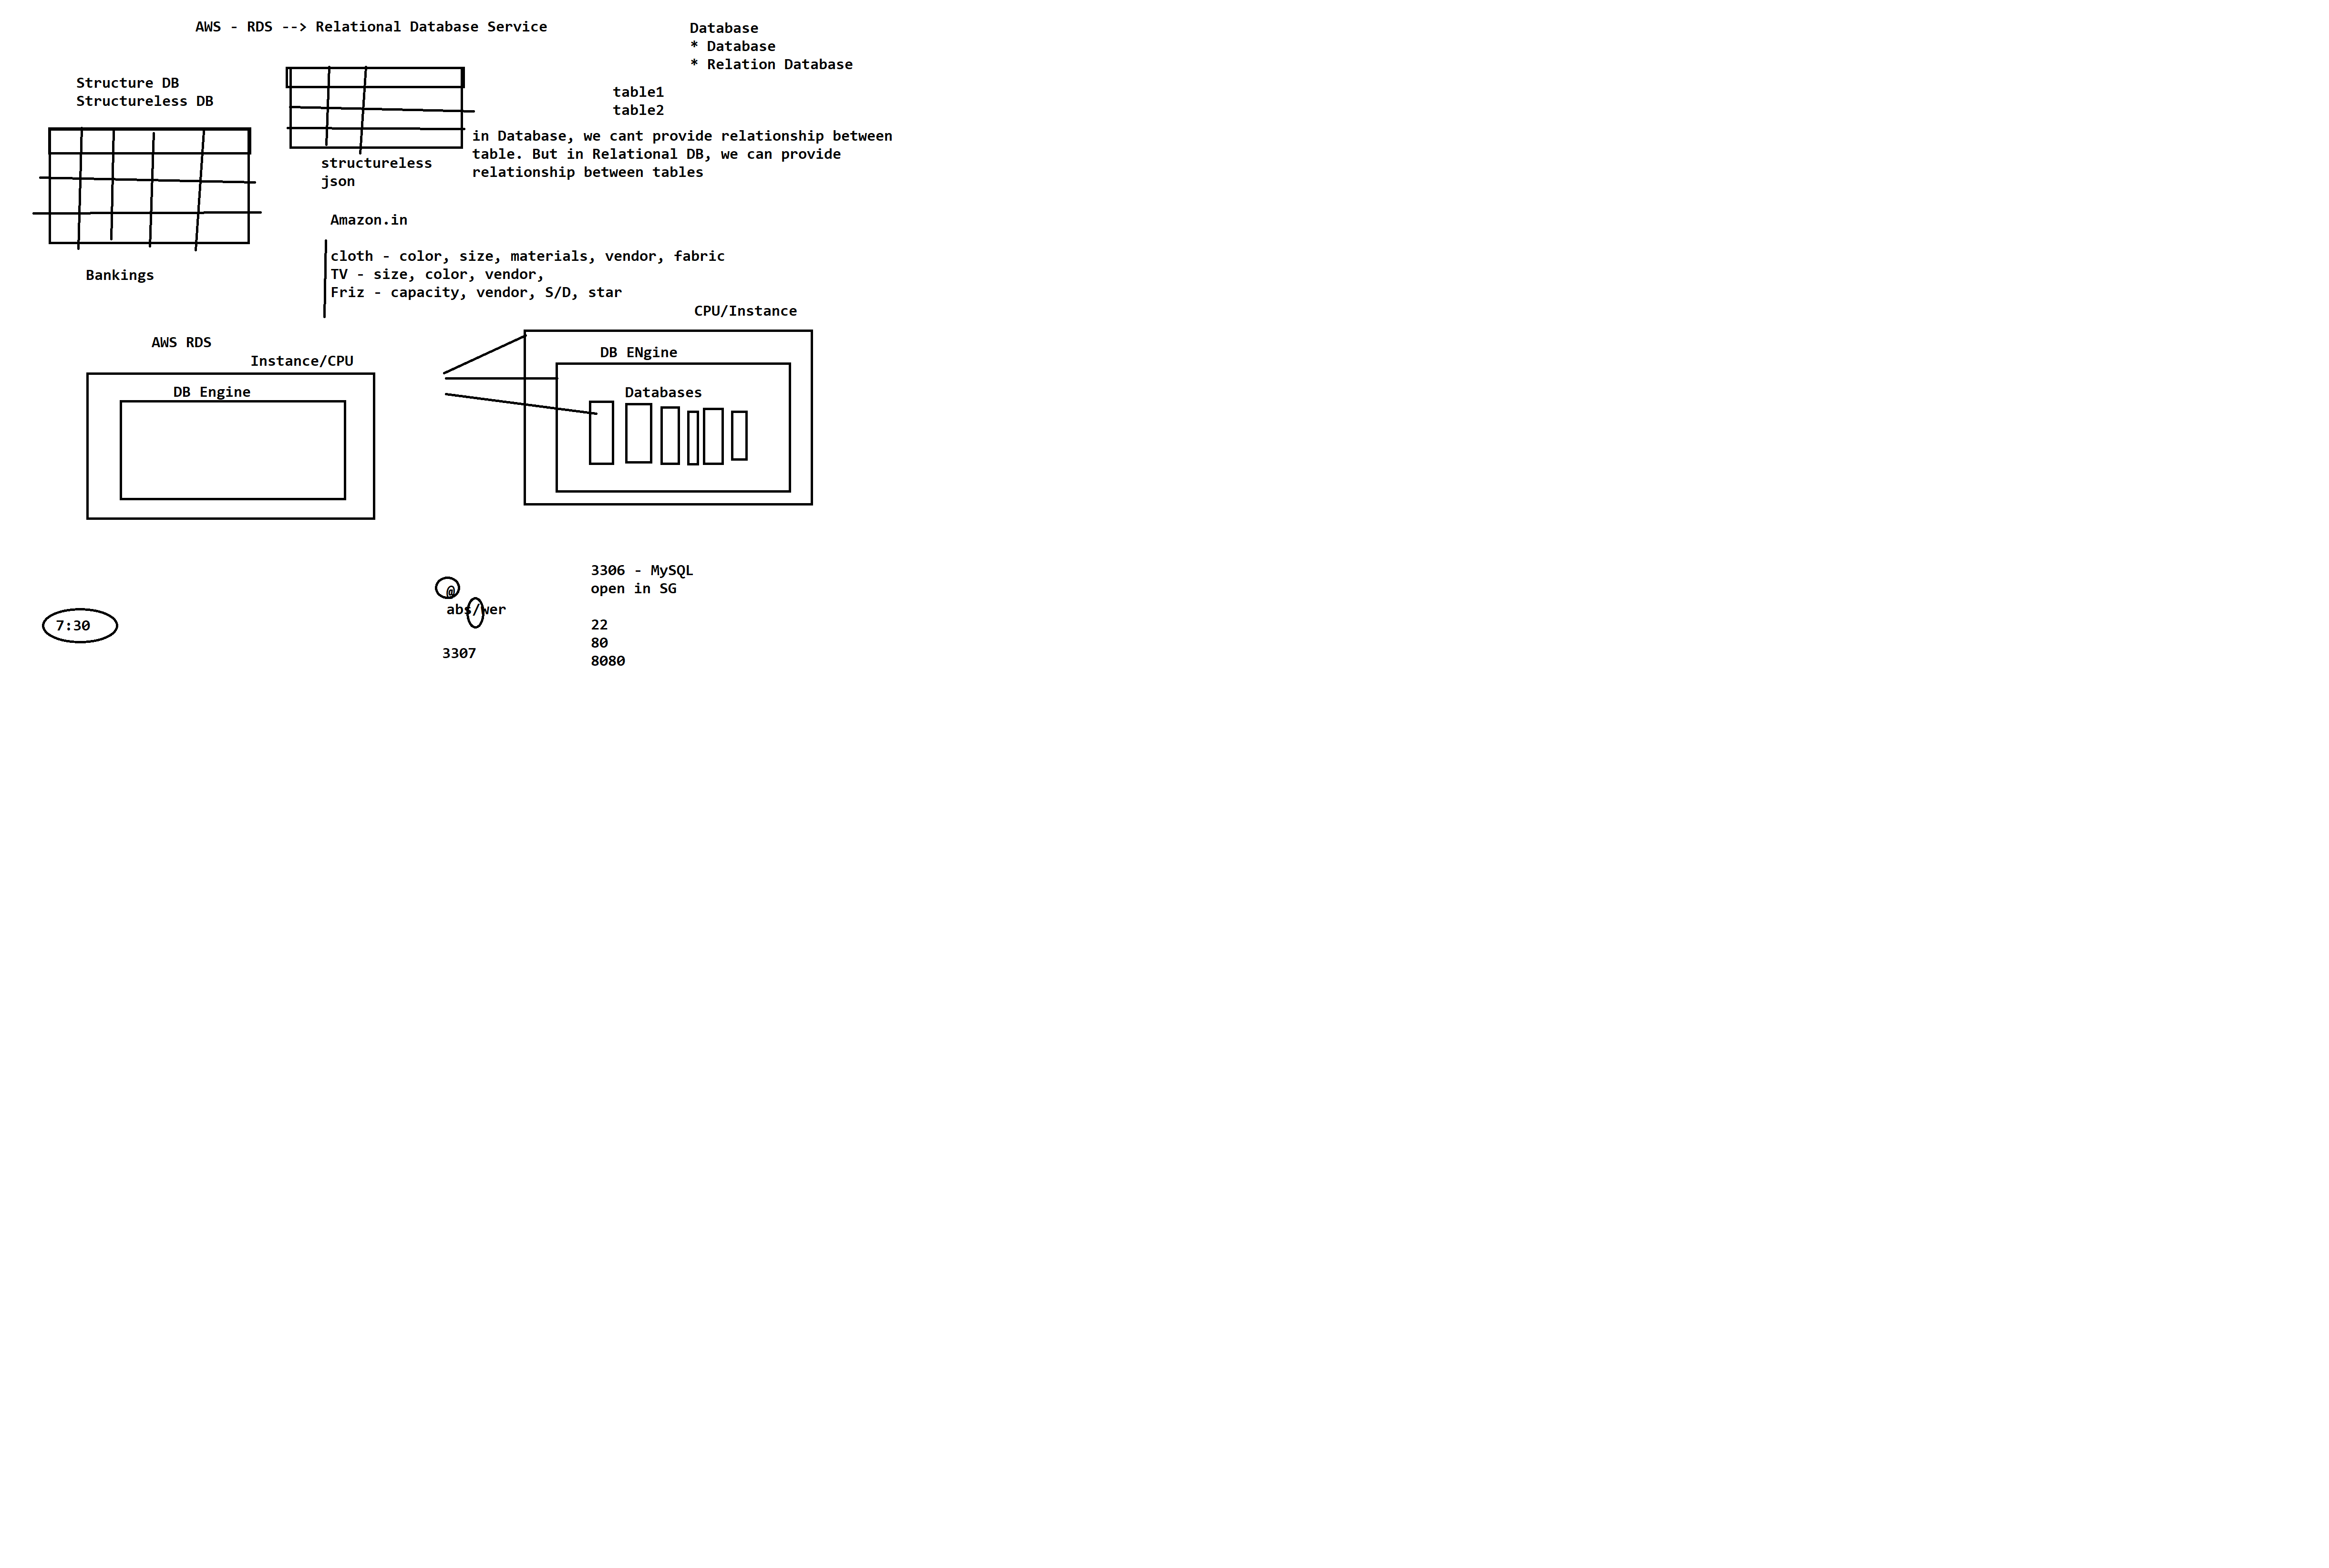 AWS - RDS --> Relational Database Service
Database
* Database
* Relation Database
Structure DB
Structureless DB
table1
table2
in Database, we cant provide relationship between
table. But in Relational DB, we can provide
relationship between tables
structureless
json
Amazon.in
cloth - color, size, materials, vendor, fabric
TV - size, color, vendor,
Friz - capacity, vendor, S/D, star
Bankings
AWS RDS
Instance/CPU
DB Engine
CPU/Instance
DB ENgine
Databases
3306 - MySQL
open in SG
22
80
8080
@
abs/wer
3307
7:30